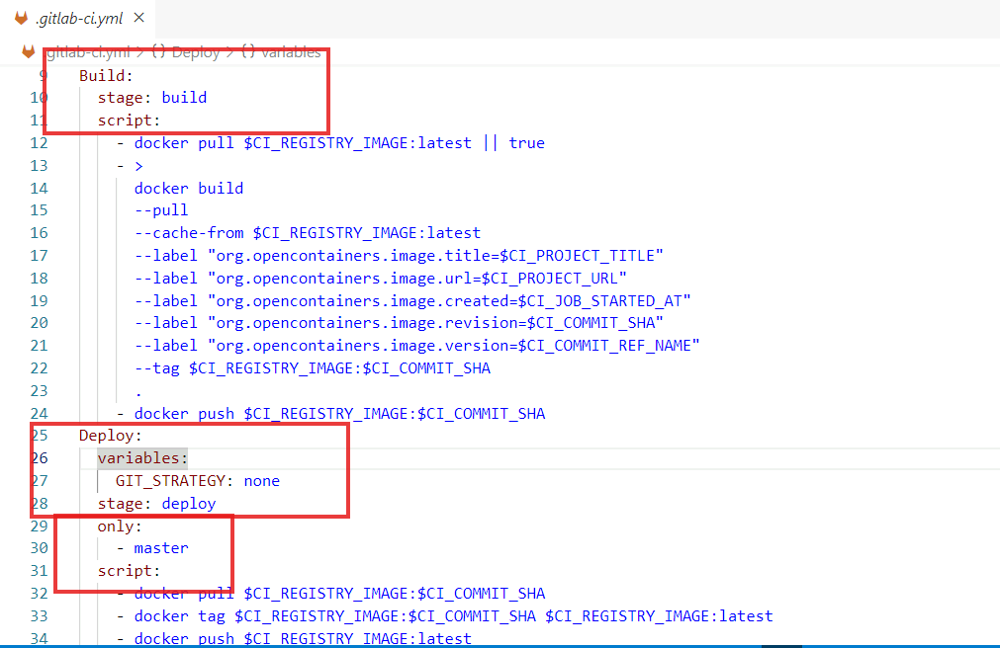 .gitlab-ci.yml ×
.gitlab-ci.yml > {} Deploy > {} variables
9 Build:
10 stage: build
11 script:
12 - docker pull $CI_REGISTRY_IMAGE:latest || true
13 - >
14 docker build
15 --pull
16 --cache-from $CI_REGISTRY_IMAGE:latest
17 --label "org.opencontainers.image.title=$CI_PROJECT_TITLE"
18 --label "org.opencontainers.image.url=$CI_PROJECT_URL"
19 --label "org.opencontainers.image.created=$CI_JOB_STARTED_AT"
20 --label "org.opencontainers.image.revision=$CI_COMMIT_SHA"
21 --label "org.opencontainers.image.version=$CI_COMMIT_REF_NAME"
22 --tag $CI_REGISTRY_IMAGE:$CI_COMMIT_SHA
23 .
24 - docker push $CI_REGISTRY_IMAGE:$CI_COMMIT_SHA
25 Deploy:
26 variables:
27 GIT_STRATEGY: none
28 stage: deploy
29 only:
30 - master
31 script:
32 - docker pull $CI_REGISTRY_IMAGE:$CI_COMMIT_SHA
33 - docker tag $CI_REGISTRY_IMAGE:$CI_COMMIT_SHA $CI_REGISTRY_IMAGE:latest
34 - docker push $CI_REGISTRY_IMAGE:latest